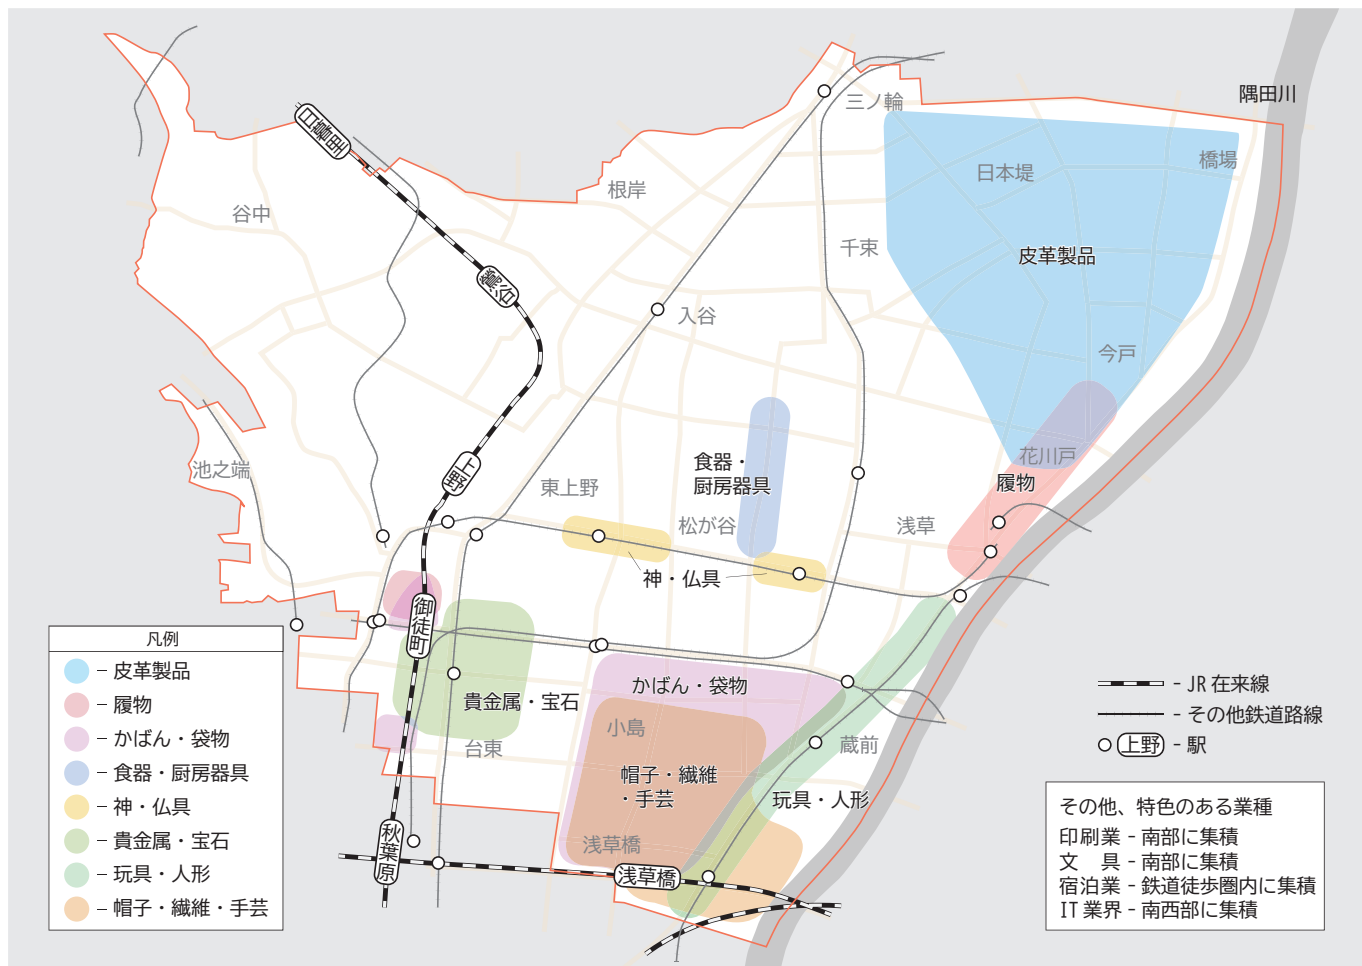 隅田川
三ノ輪
日暮里
橋場
日本堤
根岸
谷中
千束
皮革製品
鶯谷
入谷
今戸
花川戸
食器・
厨房器具
池之端
上野
履物
東上野
松が谷
浅草
神・仏具
御徒町
かばん・袋物
貴金属・宝石
小島
台東
蔵前
帽子・繊維
・手芸
玩具・人形
浅草橋
秋葉原
浅草橋
凡例
- 皮革製品
- 履物
- かばん・袋物
- 食器・厨房器具
- 神・仏具
- 貴金属・宝石
- 玩具・人形
- 帽子・繊維・手芸
- JR 在来線
- その他鉄道路線
上野 - 駅
その他、特色のある業種
印刷業 - 南部に集積
文　具 - 南部に集積
宿泊業 - 鉄道徒歩圏内に集積
IT 業界 - 南西部に集積